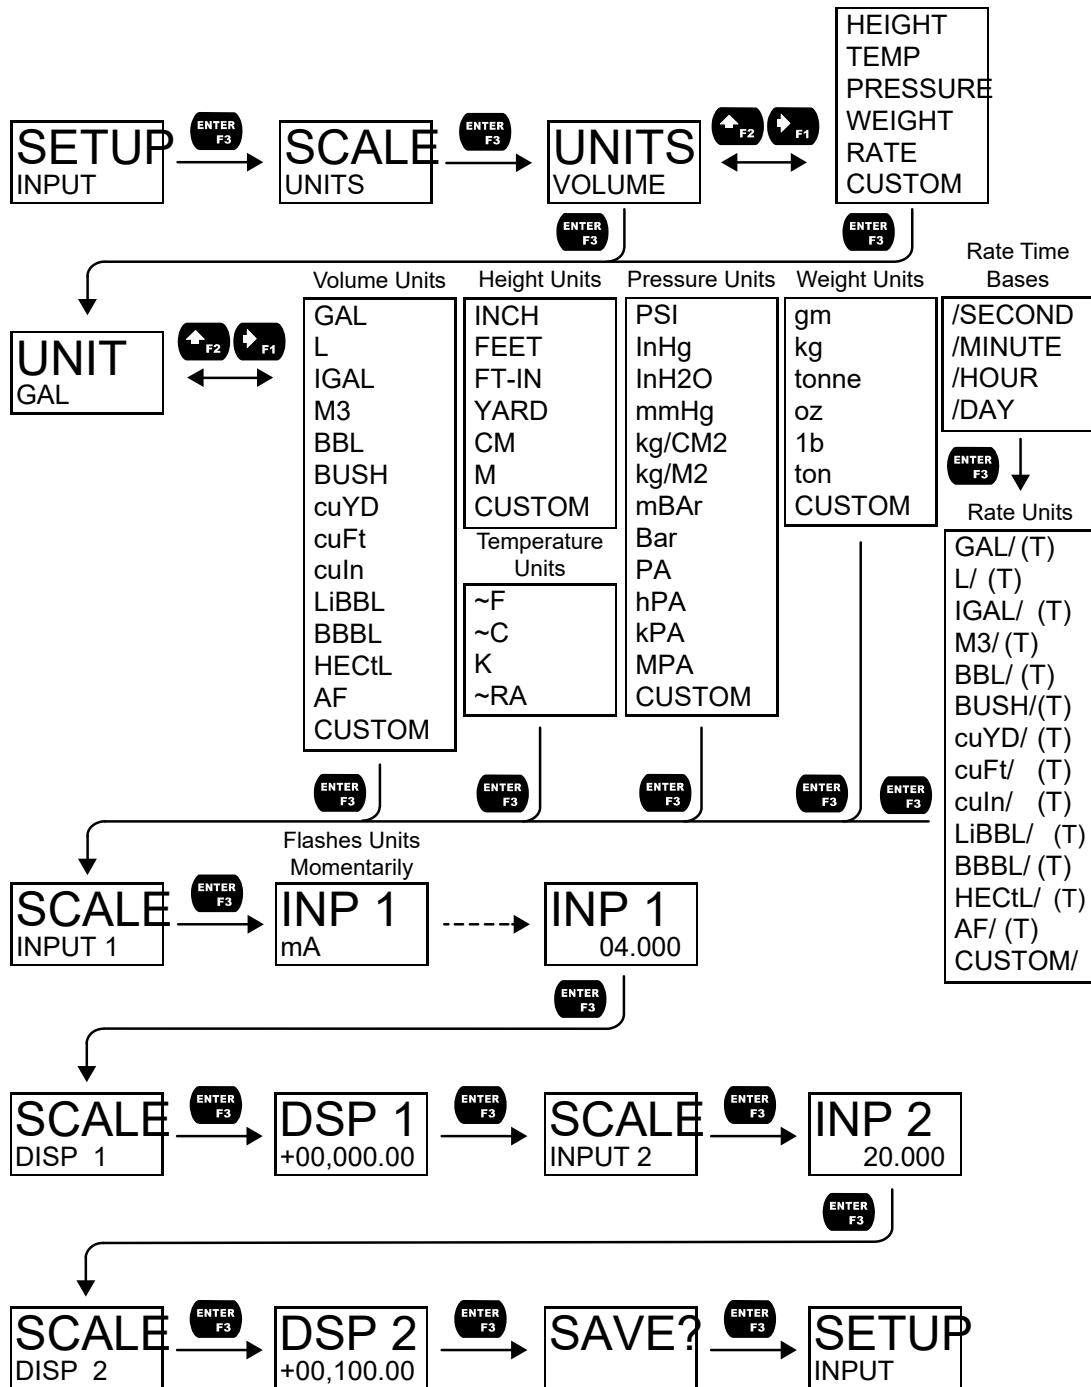 HEIGHT
TEMP
PRESSURE
WEIGHT
RATE
CUSTOM
SETUP
INPUT
ENTER
F3
SCALE
UNITS
ENTER
F3
UNITS
VOLUME
F2
F1
ENTER
F3
ENTER
F3
UNIT
GAL
F2
F1
Volume Units
GAL
L
IGAL
M3
BBL
BUSH
cuYD
cuFt
cuIn
LiBBL
BBBL
HECtL
AF
CUSTOM
Height Units
INCH
FEET
FT-IN
YARD
CM
M
CUSTOM
Temperature
Units
~F
~C
K
~RA
Pressure Units
PSI
InHg
InH2O
mmHg
kg/CM2
kg/M2
mBAr
Bar
PA
hPA
kPA
MPA
CUSTOM
Weight Units
gm
kg
tonne
oz
1b
ton
CUSTOM
Rate Time
Bases
/SECOND
/MINUTE
/HOUR
/DAY
ENTER
F3
Rate Units
GAL/ (T)
L/ (T)
IGAL/ (T)
M3/ (T)
BBL/ (T)
BUSH/(T)
cuYD/ (T)
cuFt/ (T)
cuIn/ (T)
LiBBL/ (T)
BBBL/ (T)
HECtL/ (T)
AF/ (T)
CUSTOM/
ENTER
F3
ENTER
F3
ENTER
F3
ENTER
F3
ENTER
F3
SCALE
INPUT 1
ENTER
F3
Flashes Units
Momentarily
INP 1
mA
INP 1
04.000
ENTER
F3
SCALE
DISP 1
ENTER
F3
DSP 1
+00,000.00
ENTER
F3
SCALE
INPUT 2
ENTER
F3
INP 2
20.000
ENTER
F3
SCALE
DISP 2
ENTER
F3
DSP 2
+00,100.00
ENTER
F3
SAVE?
ENTER
F3
SETUP
INPUT